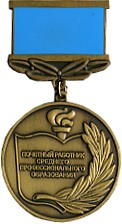 ПОЧЕТНЫЙ РАБОТНИК
СРЕДНЕГО
ПРОФЕССИОНАЛЬНОГО
ОБРАЗОВАНИЯ